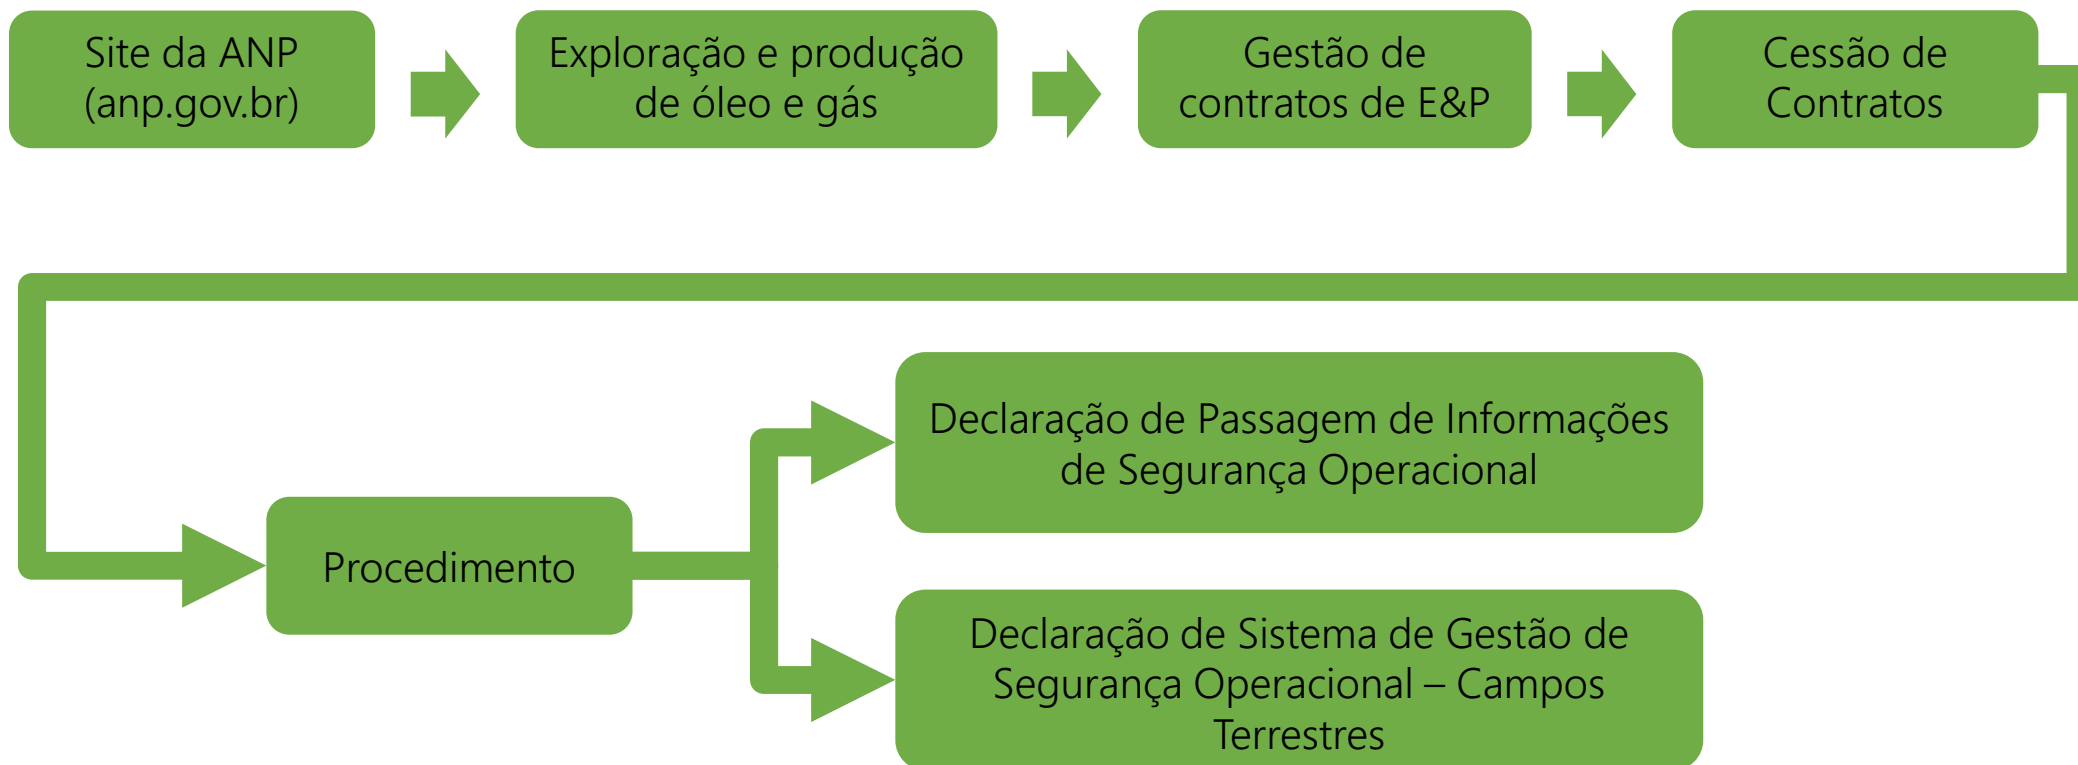 Site da ANP
(anp.gov.br)
Exploração e produção
de óleo e gás
Gestão de
contratos de E&P
Cessão de
Contratos
Declaração de Passagem de Informações
de Segurança Operacional
Procedimento
Declaração de Sistema de Gestão de
Segurança Operacional – Campos
Terrestres